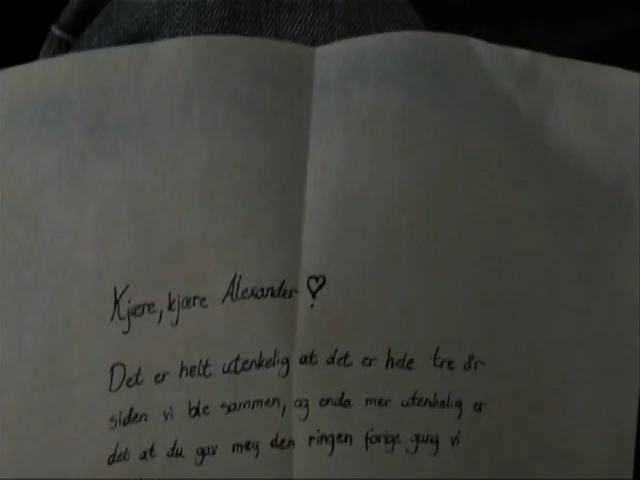 Kjære, kjære Alexander ♡
Det er helt utenkelig at det er hele tre år
siden vi ble sammen, og enda mer utenkelig er
det at du gav meg den ringen forige gang vi